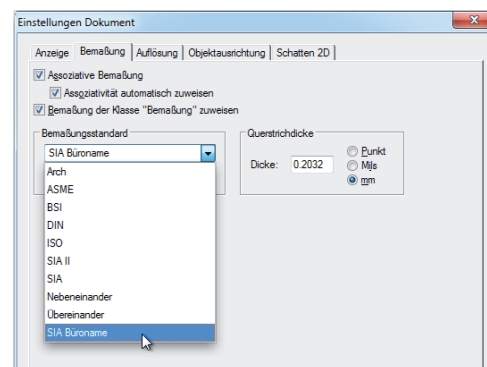 Einstellungen Dokument
Anzeige Bemaßung Auflösung Objektausrichtung Schatten 2D
Assoziative Bemaßung
Assoziativität automatisch zuweisen
Bemaßung der Klasse "Bemaßung" zuweisen
Bemaßungsstandard
SIA Büroname
Arch
ASME
BSI
DIN
ISO
SIA II
SIA
Nebeneinander
Übereinander
SIA Büroname
Querstrichdicke
Dicke: 0.2032
Punkt
Mils
mm